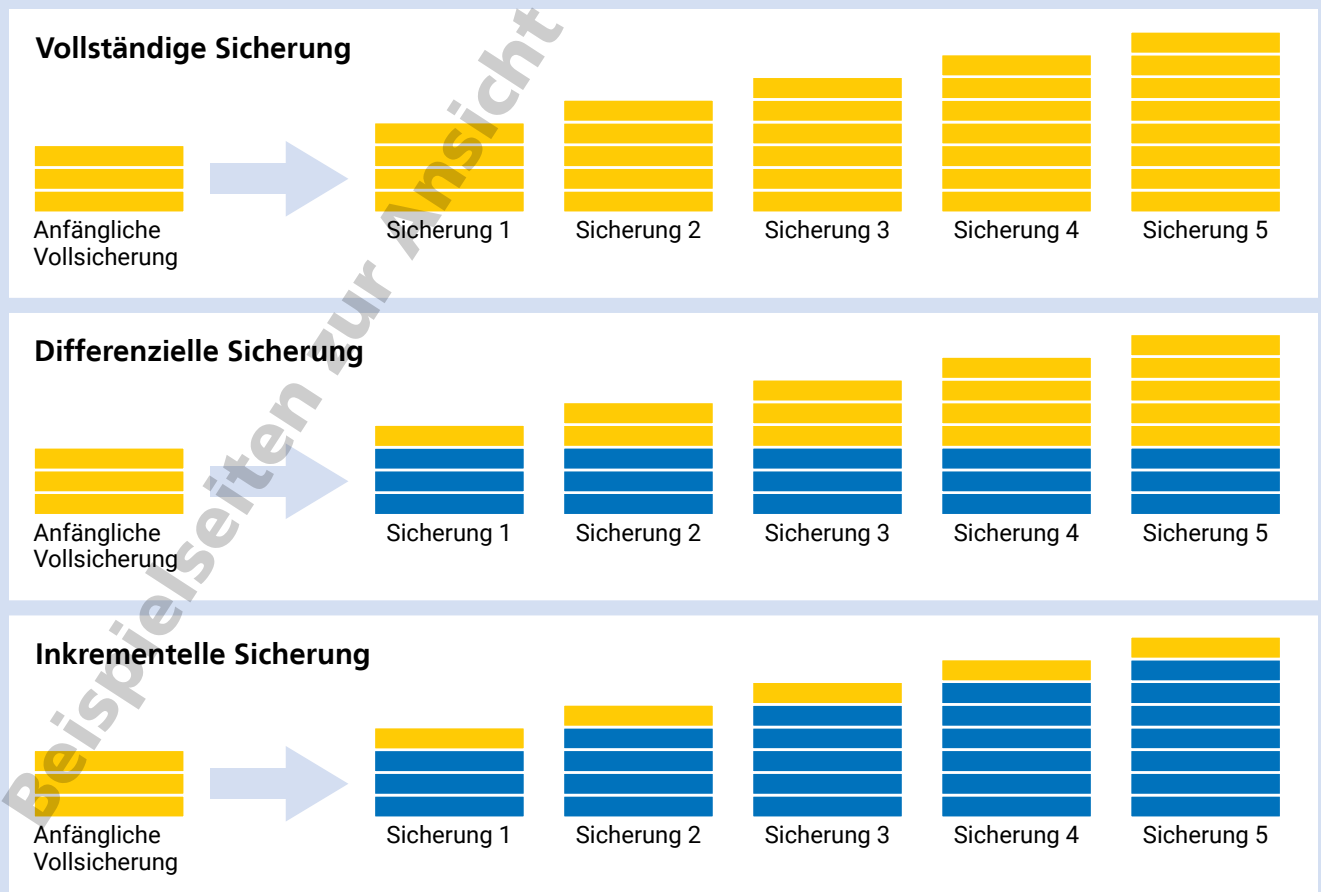 Vollständige Sicherung
Anfängliche
Vollsicherung
Sicherung 1
Sicherung 2
Sicherung 3
Sicherung 4
Sicherung 5
Differenzielle Sicherung
Anfängliche
Vollsicherung
Sicherung 1
Sicherung 2
Sicherung 3
Sicherung 4
Sicherung 5
Inkrementelle Sicherung
Anfängliche
Vollsicherung
Sicherung 1
Sicherung 2
Sicherung 3
Sicherung 4
Sicherung 5
Beispielseiten zur Ansicht